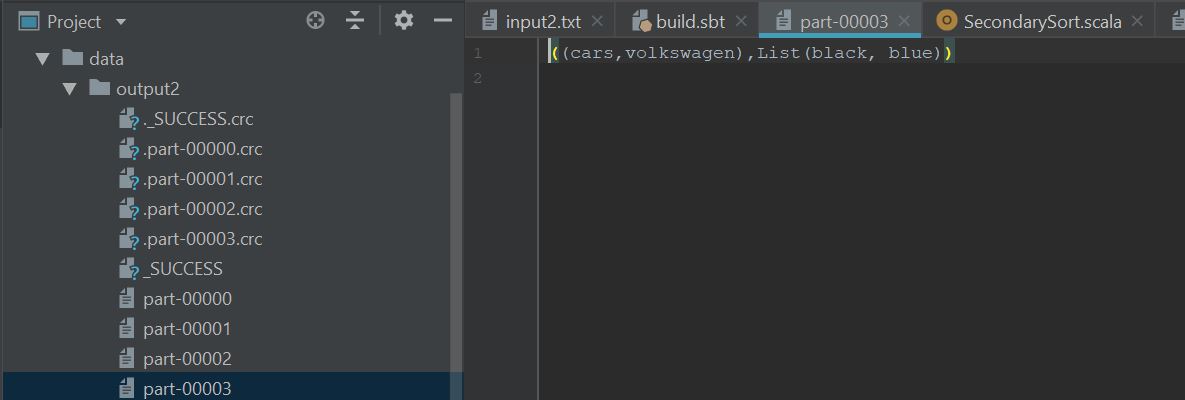 Project
input2.txt
build.sbt
part-00003
SecondarySort.scala
data
output2
._SUCCESS.crc
.part-00000.crc
.part-00001.crc
.part-00002.crc
.part-00003.crc
_SUCCESS
part-00000
part-00001
part-00002
part-00003
1 ((cars,volkswagen),List(black, blue))
2